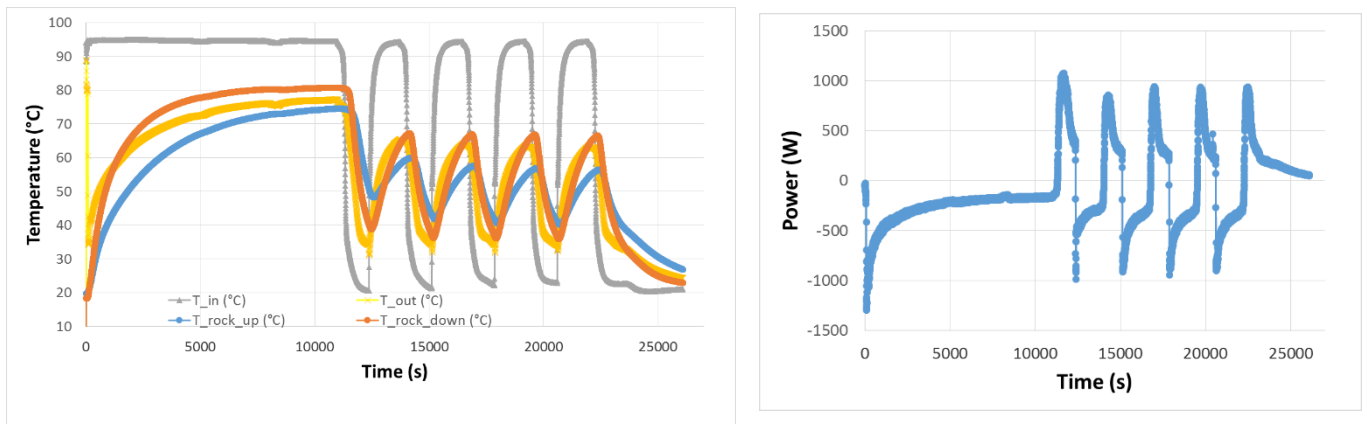 100
90
80
70
60
50
40
30
20
10
Temperature (°C)
T_in (°C) T_out (°C)
T_rock_up (°C) T_rock_down (°C)
0 5000 10000 15000 20000 25000
Time (s)
1500
1000
500
0
-500
-1000
-1500
Power (W)
0 5000 10000 15000 20000 25000
Time (s)